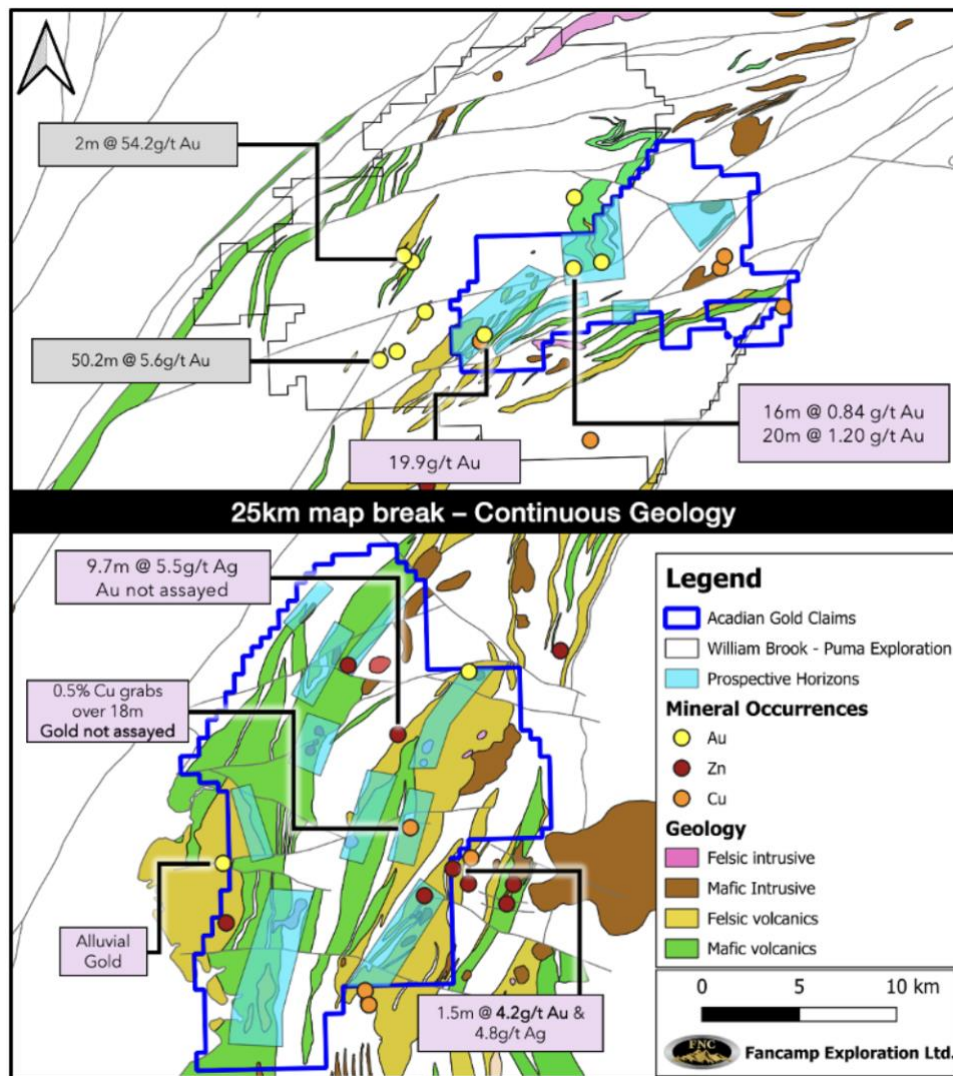 2m @ 54.2g/t Au
50.2m @ 5.6g/t Au
19.9g/t Au
16m @ 0.84 g/t Au
20m @ 1.20 g/t Au
25km map break – Continuous Geology
9.7m @ 5.5g/t Ag
Au not assayed
0.5% Cu grabs
over 18m
Gold not assayed
Alluvial
Gold
1.5m @ 4.2g/t Au &
4.8g/t Ag
Legend
Acadian Gold Claims
William Brook - Puma Exploration
Prospective Horizons
Mineral Occurrences
Au
Zn
Cu
Geology
Felsic intrusive
Mafic Intrusive
Felsic volcanics
Mafic volcanics
0 5 10 km
FNC
Fancamp Exploration Ltd.